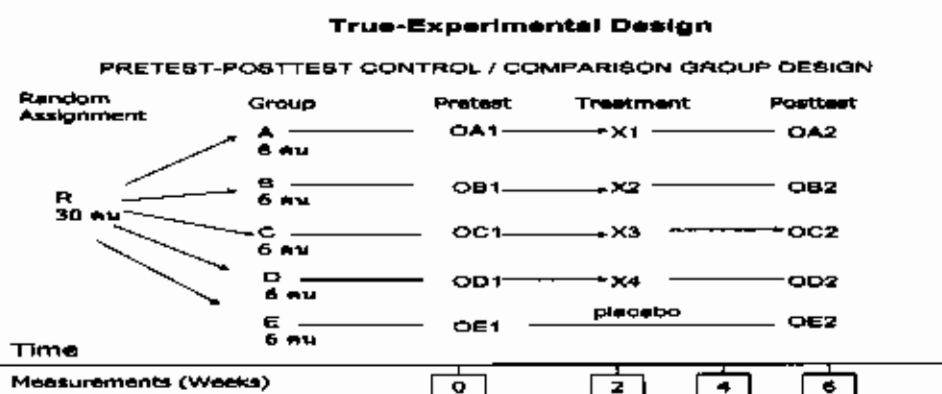 True-Experimental Design
PRETEST-POSTTEST CONTROL / COMPARISON GROUP DESIGN
Random Assignment Group Pretest Treatment Posttest
A OA1 X1 OA2
6 คน
B OB1 X2 OB2
6 คน
R
30 คน
C OC1 X3 OC2
6 คน
D OD1 X4 OD2
6 คน
E OE1 placebo OE2
6 คน
Time
Measurements (Weeks) 0 2 4 6